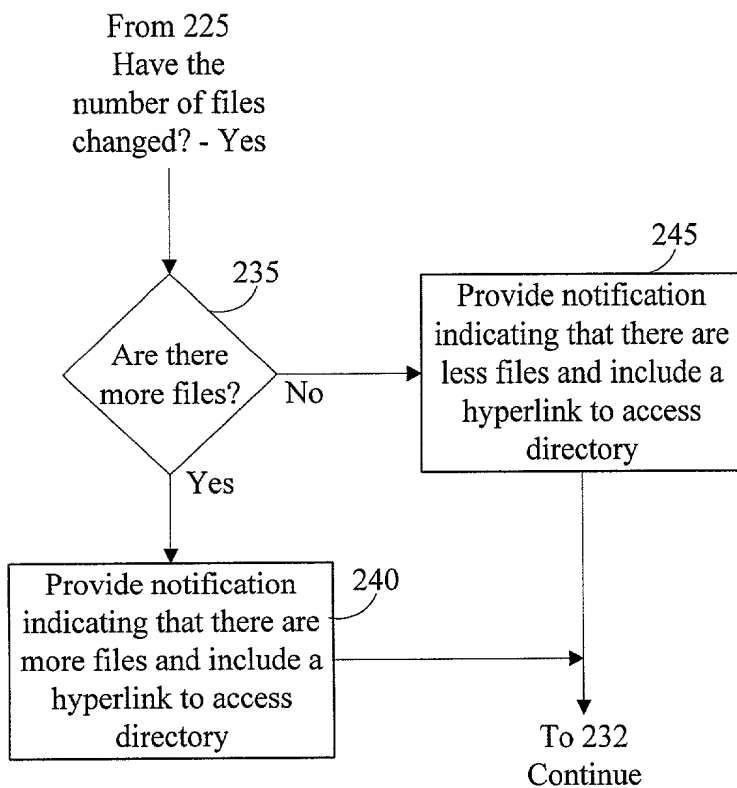 From 225
Have the
number of files
changed? - Yes
235
Are there
more files?
No
Yes
245
Provide notification
indicating that there are
less files and include a
hyperlink to access
directory
240
Provide notification
indicating that there are
more files and include a
hyperlink to access
directory
To 232
Continue